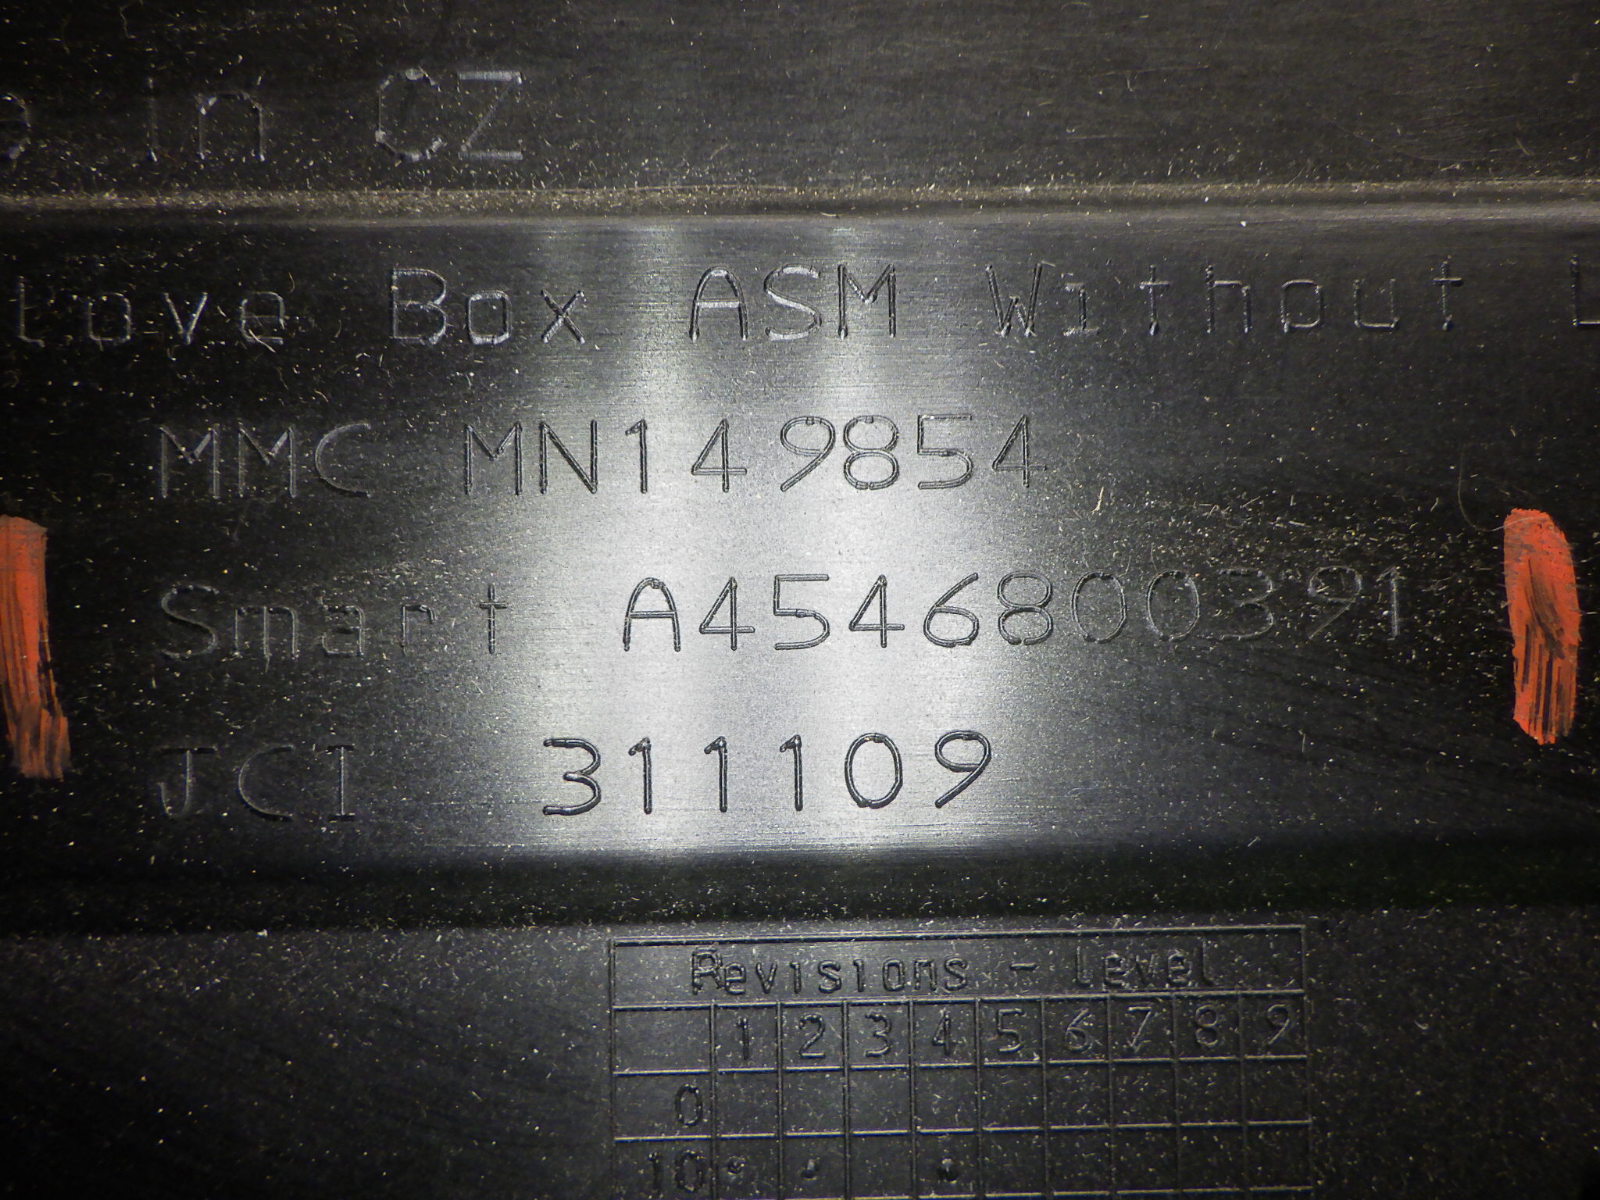 e in CZ
love Box ASM Without L
MMC MN149854
Smart A4546800391
JCI 311109
Revisions - level
1 2 3 4 5 6 7 8 9
0
10